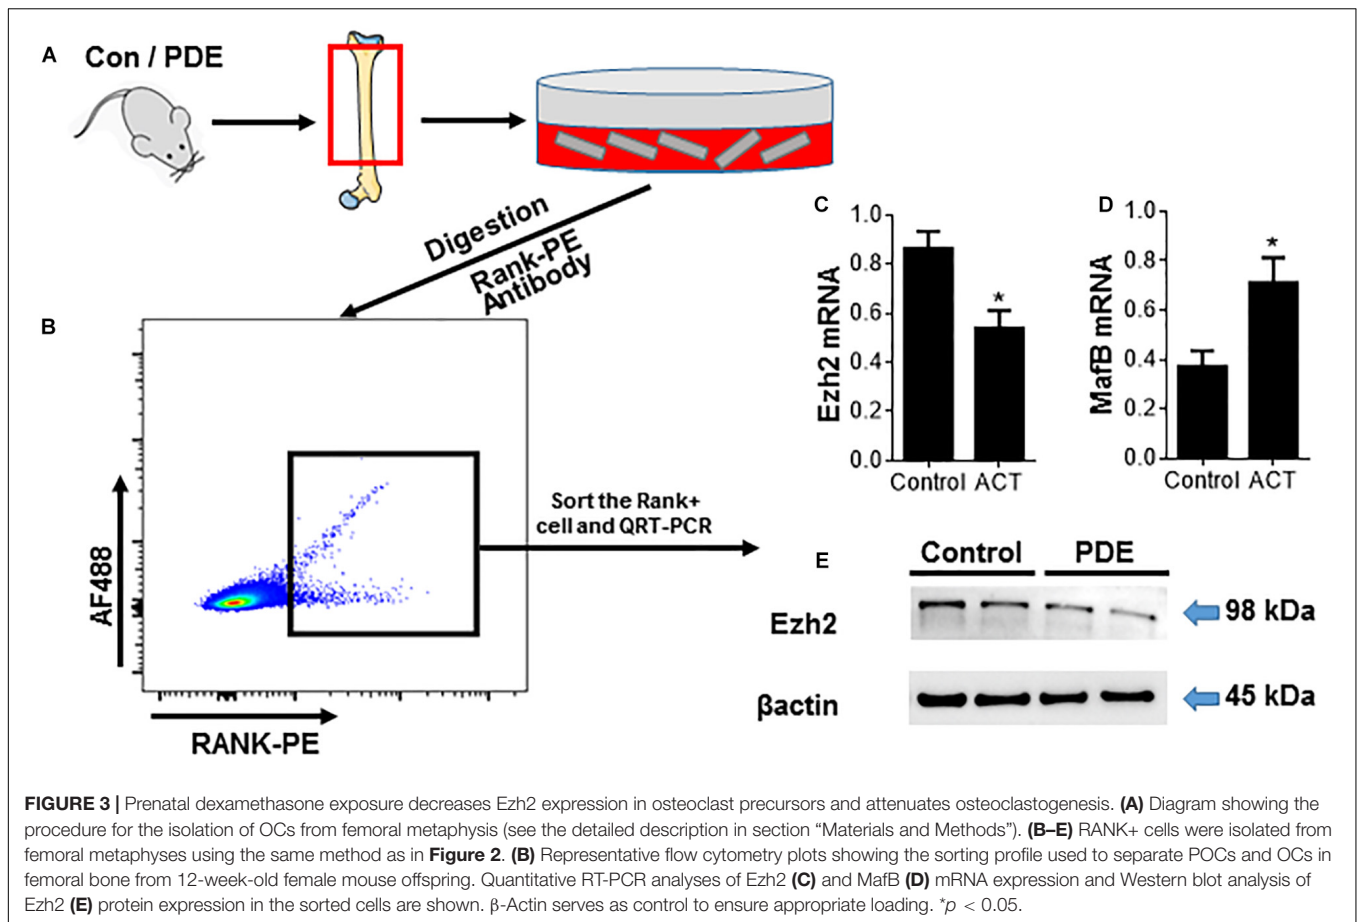 A
Con / PDE
Digestion
Rank-PE
Antibody
B
AF488
RANK-PE
Sort the Rank+
cell and QRT-PCR
C
Ezh2 mRNA
1.0
0.8
0.6
0.4
0.2
0.0
*
Control ACT
D
MafB mRNA
1.0
0.8
0.6
0.4
0.2
0.0
*
Control ACT
E
Control PDE
Ezh2
98 kDa
βactin
45 kDa
FIGURE 3 | Prenatal dexamethasone exposure decreases Ezh2 expression in osteoclast precursors and attenuates osteoclastogenesis. (A) Diagram showing the
procedure for the isolation of OCs from femoral metaphysis (see the detailed description in section “Materials and Methods”). (B–E) RANK+ cells were isolated from
femoral metaphyses using the same method as in Figure 2. (B) Representative flow cytometry plots showing the sorting profile used to separate POCs and OCs in
femoral bone from 12-week-old female mouse offspring. Quantitative RT-PCR analyses of Ezh2 (C) and MafB (D) mRNA expression and Western blot analysis of
Ezh2 (E) protein expression in the sorted cells are shown. β-Actin serves as control to ensure appropriate loading. *p < 0.05.